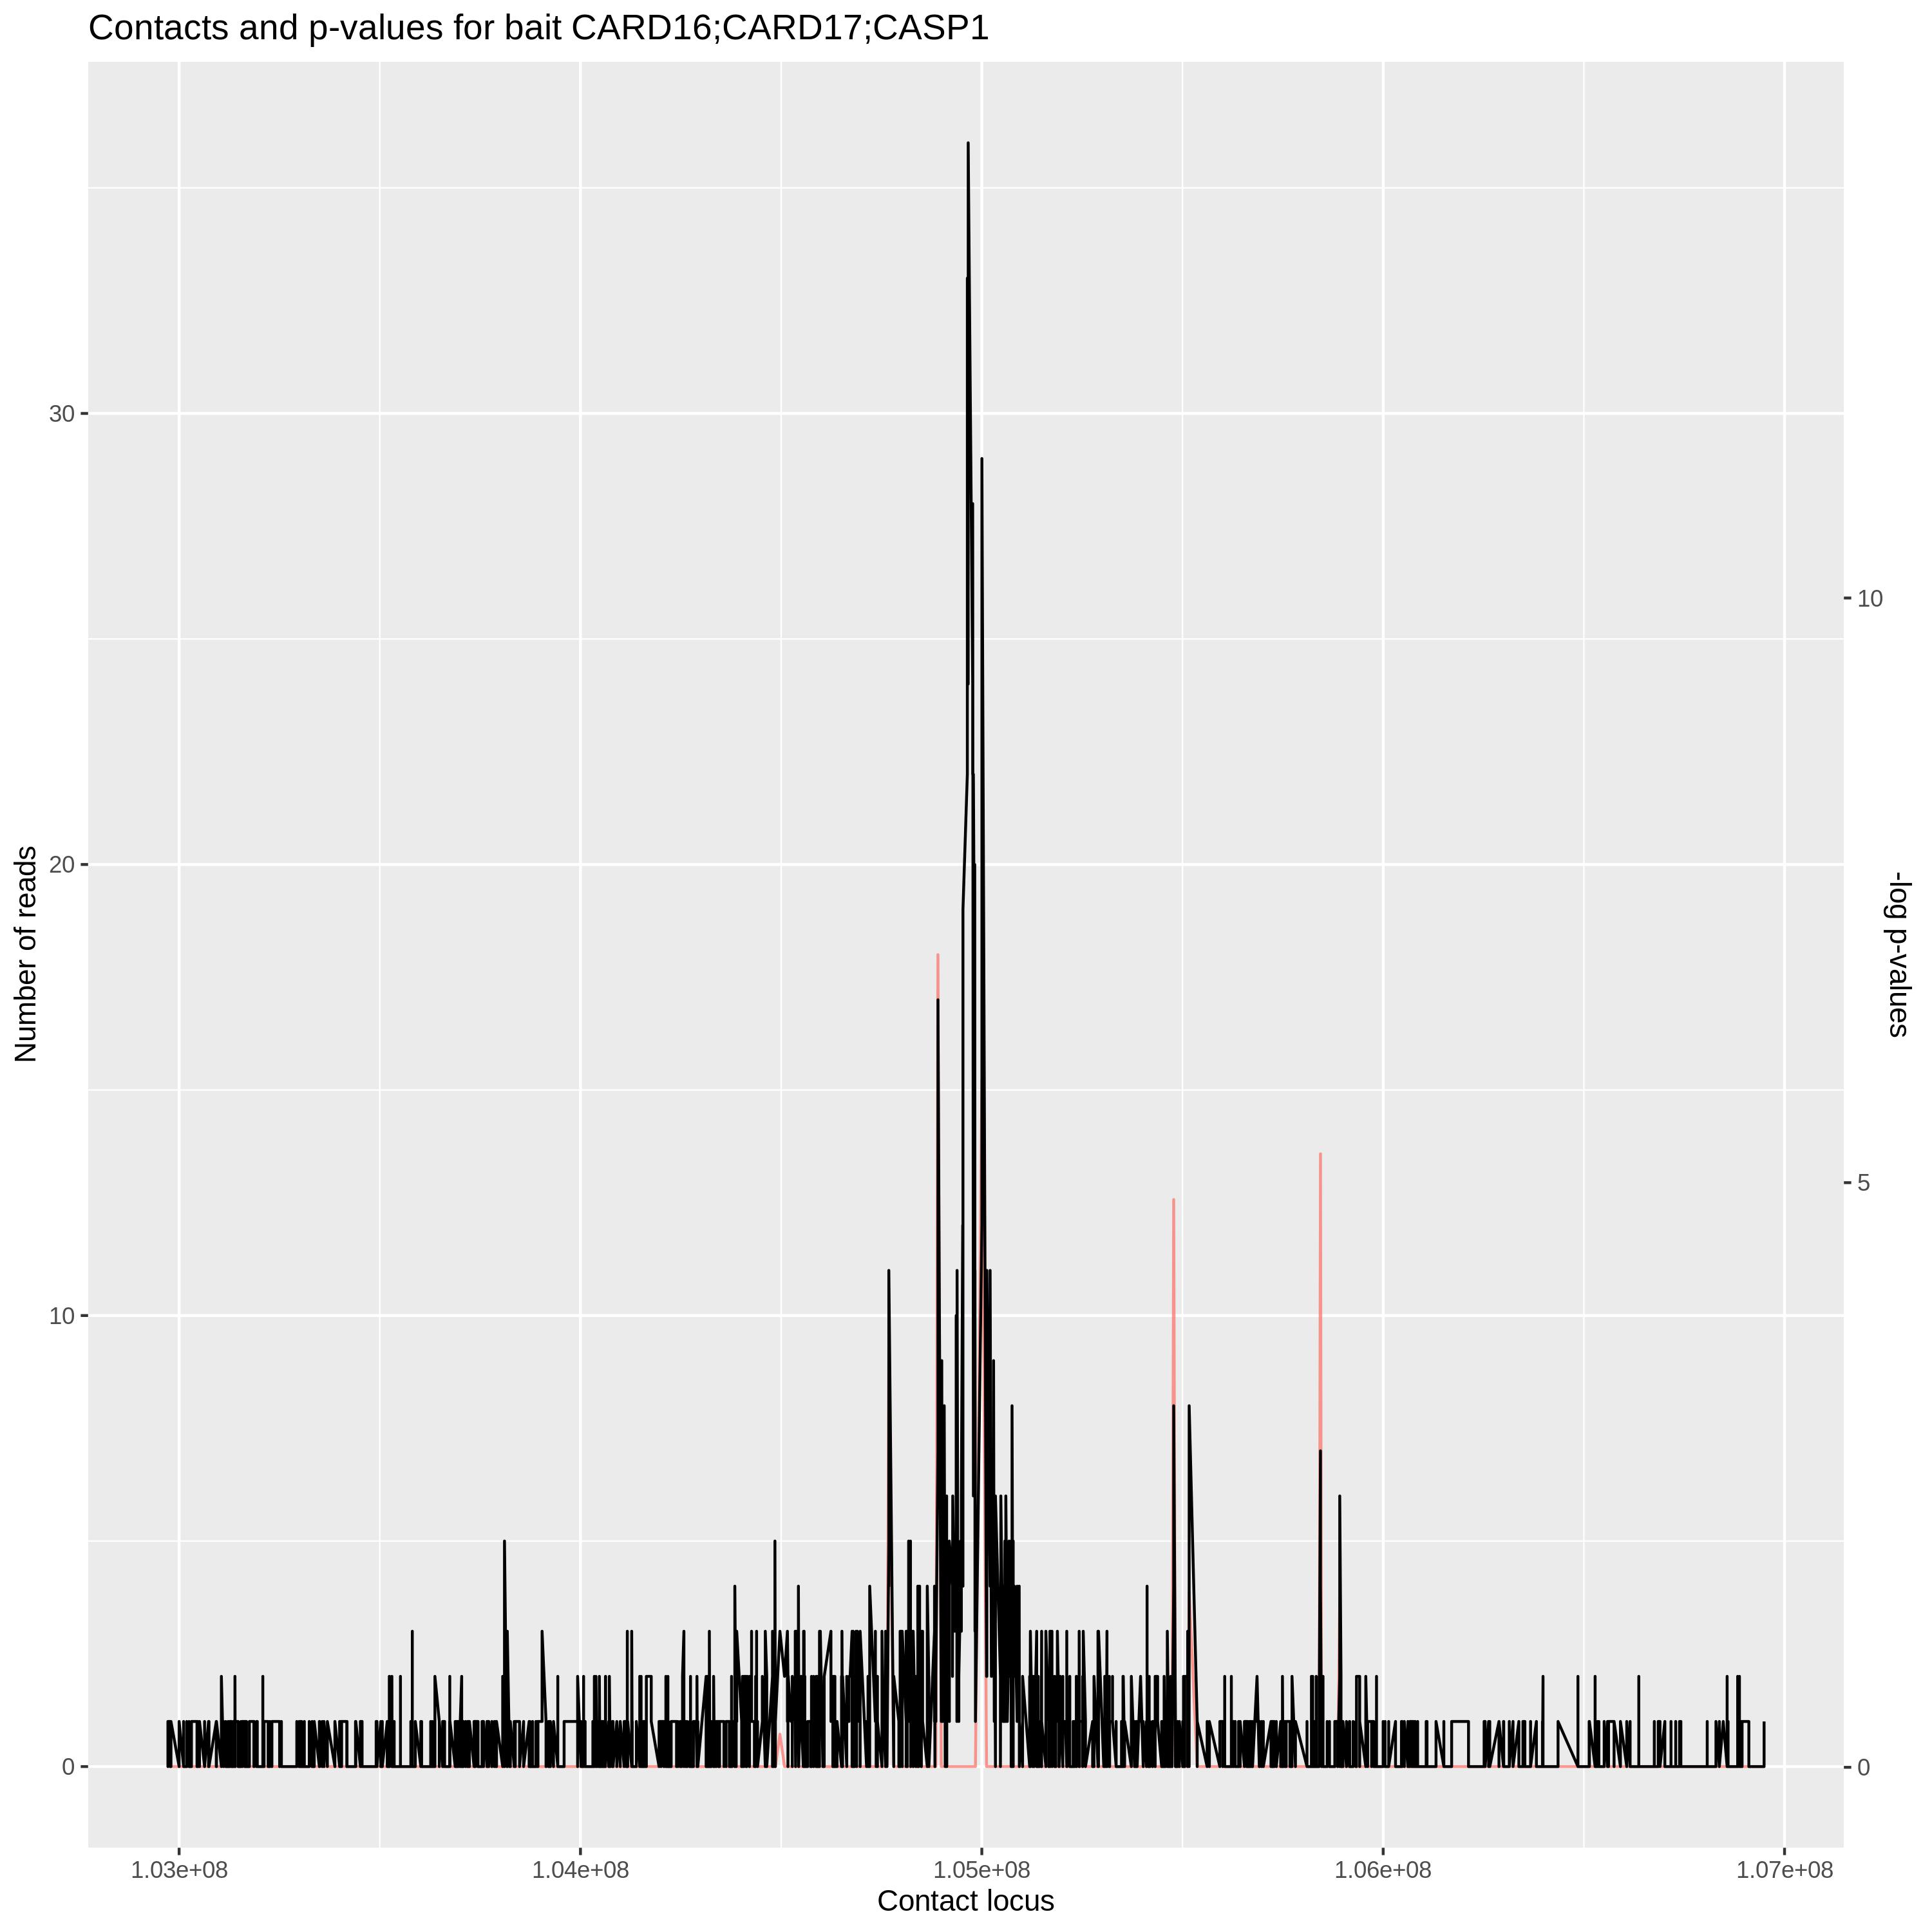 Contacts and p-values for bait CARD16;CARD17;CASP1
Number of reads
30
20
10
0
-log p-values
10
5
0
1.03e+08
1.04e+08
1.05e+08
1.06e+08
1.07e+08
Contact locus